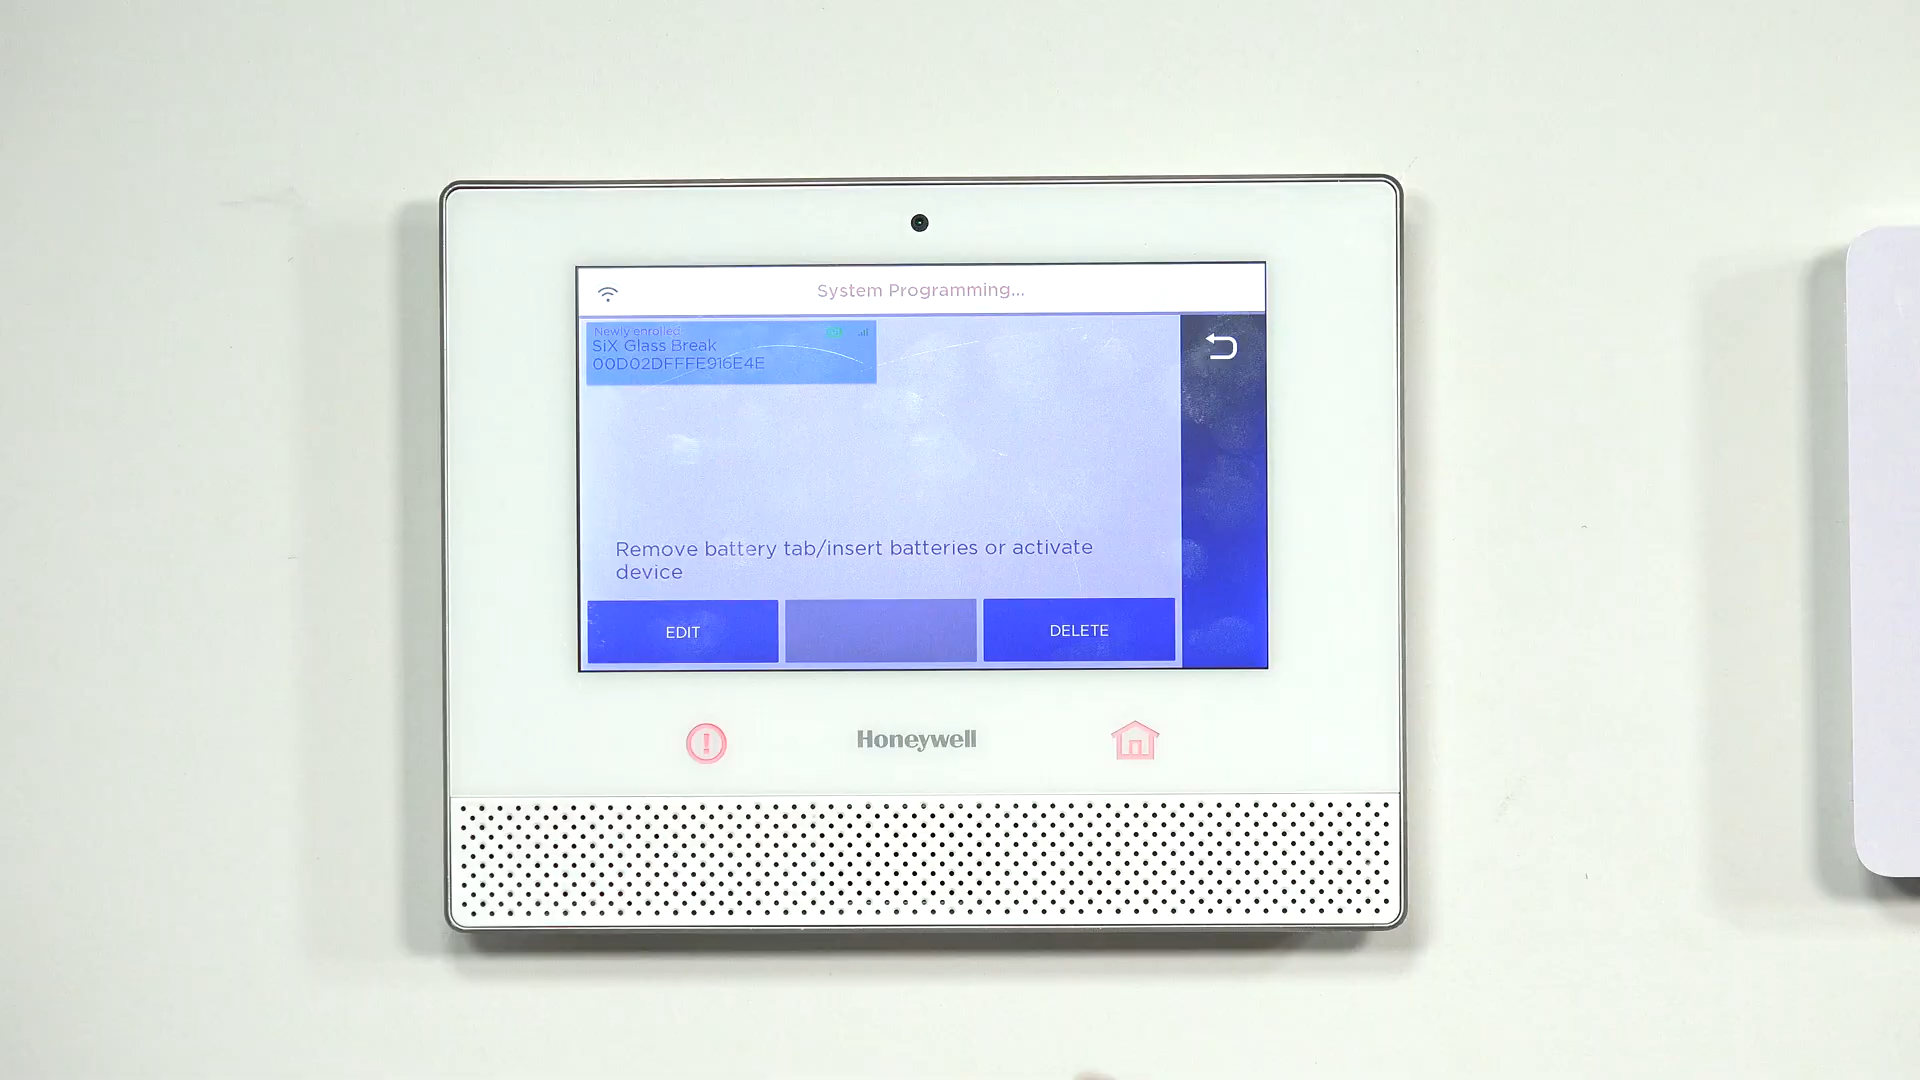 System Programming...
Newly enrolled
SiX Glass Break
00D02DFFFE916E4E
Remove battery tab/insert batteries or activate
device
EDIT
DELETE
Honeywell